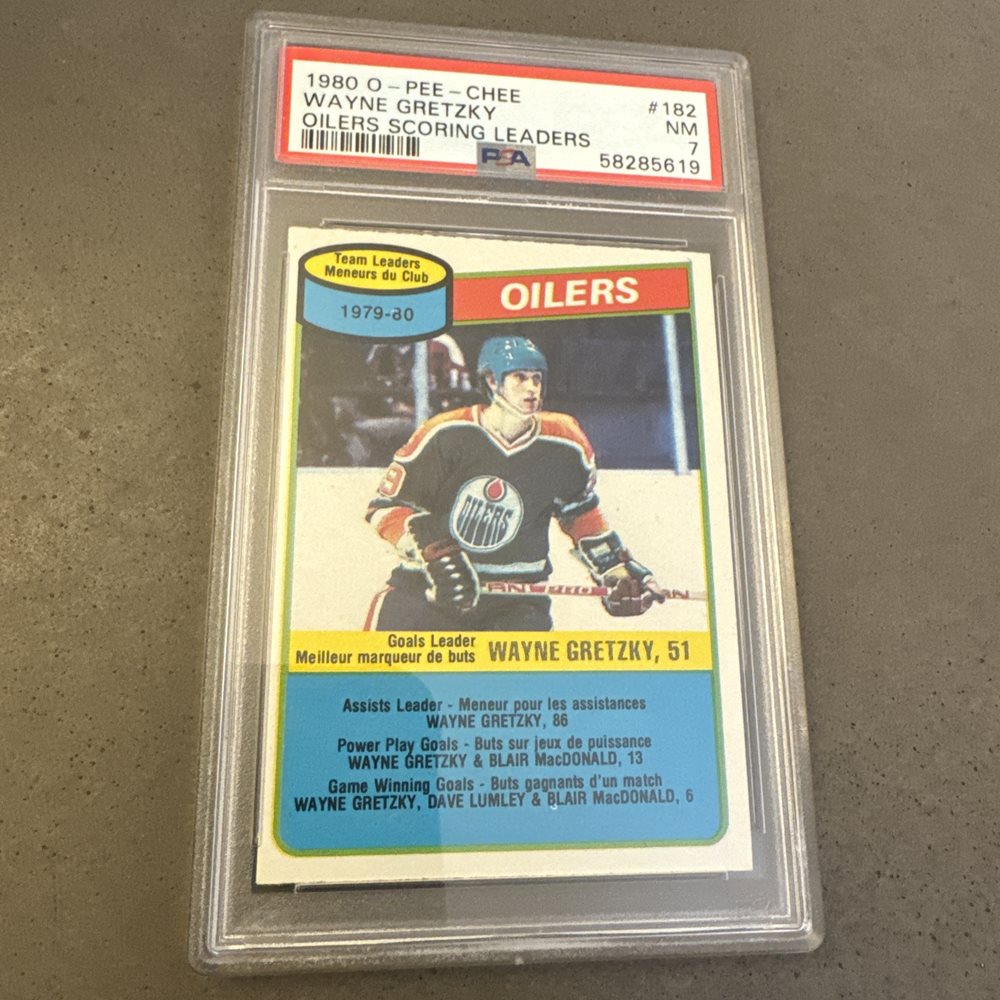 1980 O-PEE-CHEE
#182
WAYNE GRETZKY
NM
OILERS SCORING LEADERS
7
PSA
58285619
Team Leaders
Meneurs du Club
1979-80
OILERS
9
OILERS
Goals Leader
Meilleur marqueur de buts
WAYNE GRETZKY, 51
Assists Leader - Meneur pour les assistances
WAYNE GRETZKY, 86
Power Play Goals - Buts sur jeux de puissance
WAYNE GRETZKY & BLAIR MacDONALD, 13
Game Winning Goals - Buts gagnants d'un match
WAYNE GRETZKY, DAVE LUMLEY & BLAIR MacDONALD, 6